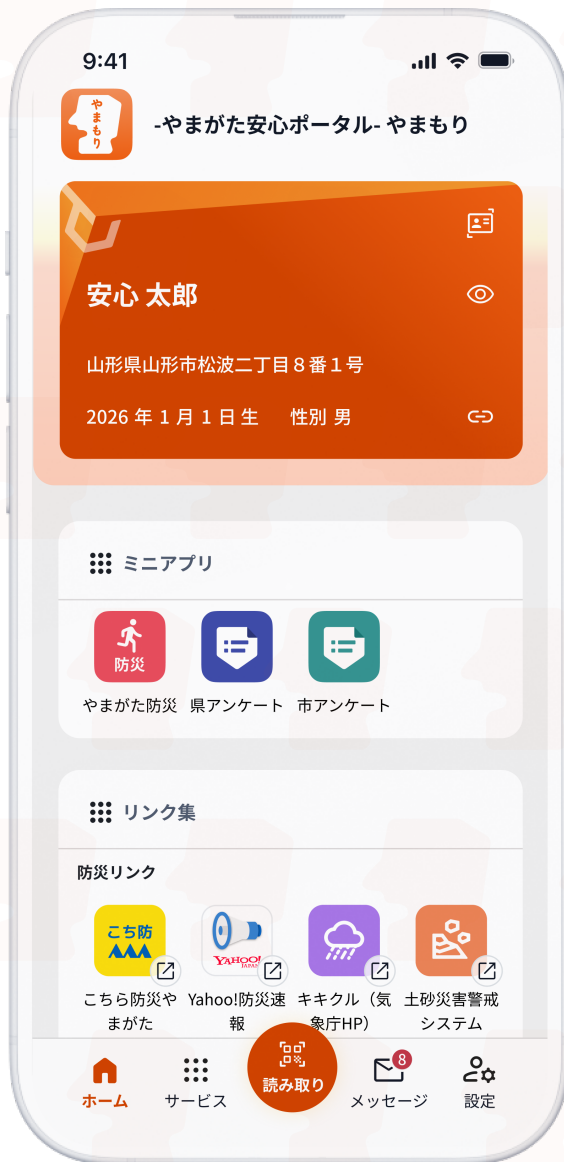 9:41
やまもり
-やまがた安心ポータル- やまもり
安心 太郎
山形県山形市松波二丁目８番１号
2026 年 1 月 1 日 生 性別 男
ミニアプリ
防災
やまがた防災 県アンケート 市アンケート
リンク集
防災リンク
こち防
YAHOO!
JAPAN
こちら防災や Yahoo!防災速 キキクル（気 土砂災害警戒
まがた 報 象庁HP） システム
8
読み取り
ホーム サービス メッセージ 設定